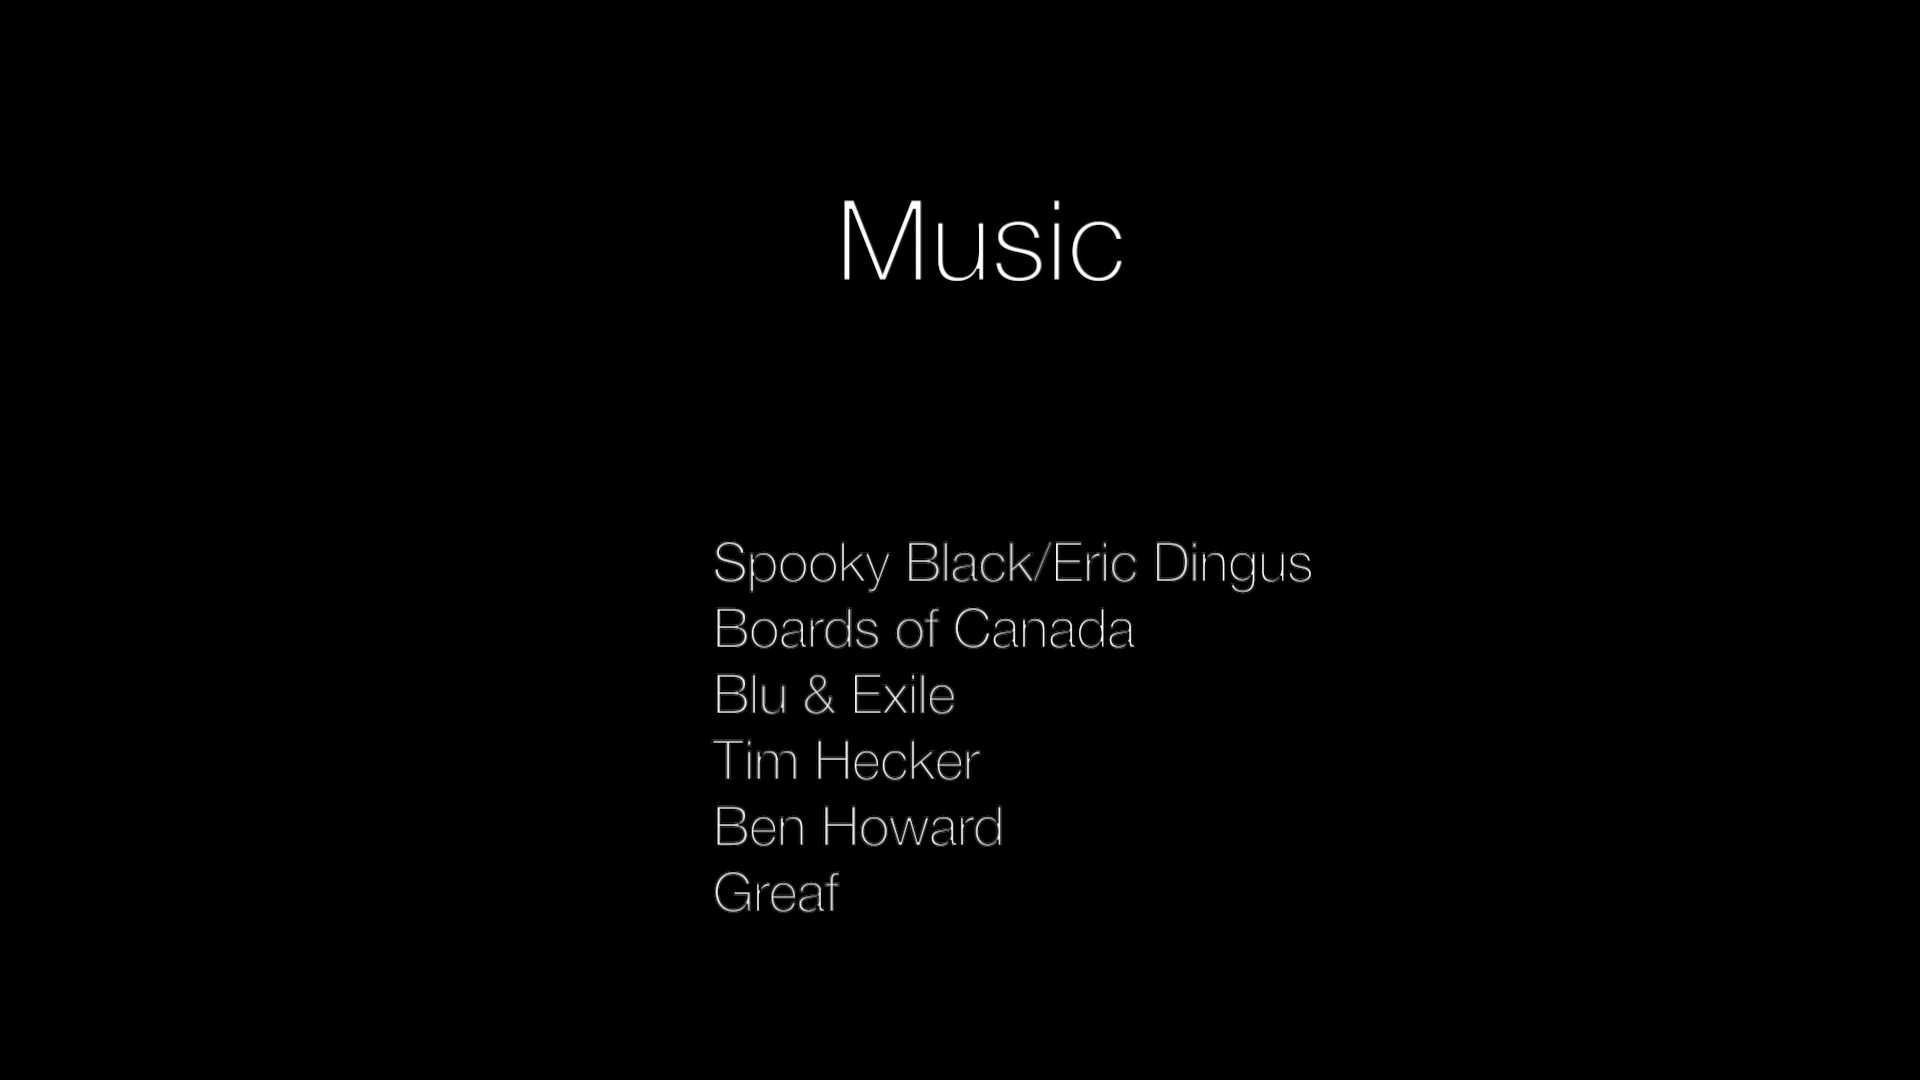 Music
Spooky Black/Eric Dingus
Boards of Canada
Blu & Exile
Tim Hecker
Ben Howard
Greaf